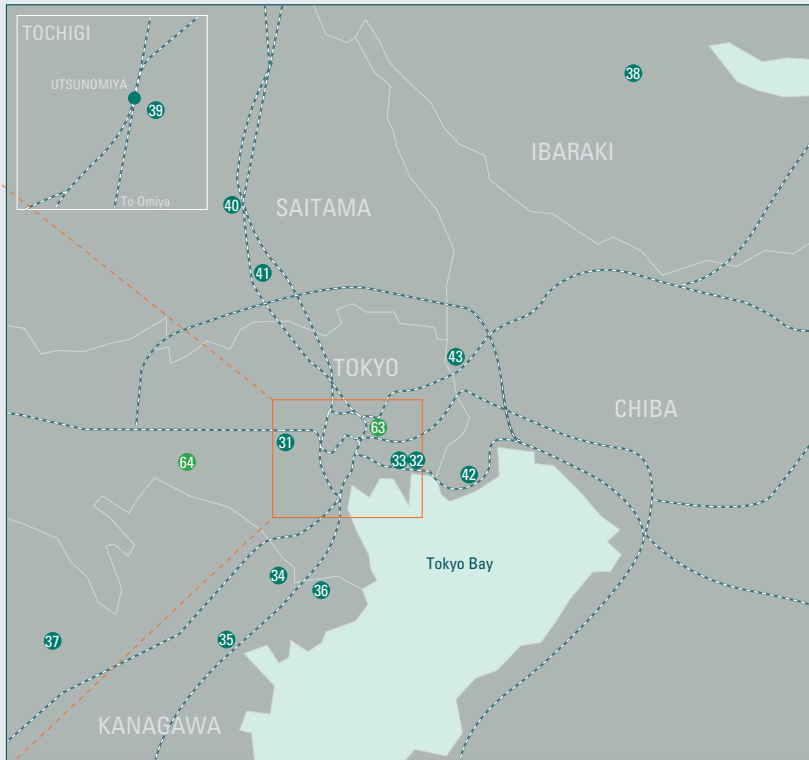 TOCHIGI
UTSUNOMIYA
39
To Omiya
38
IBARAKI
40
SAITAMA
41
43
TOKYO
CHIBA
63
31
64
33
32
42
Tokyo Bay
34
36
37
35
KANAGAWA